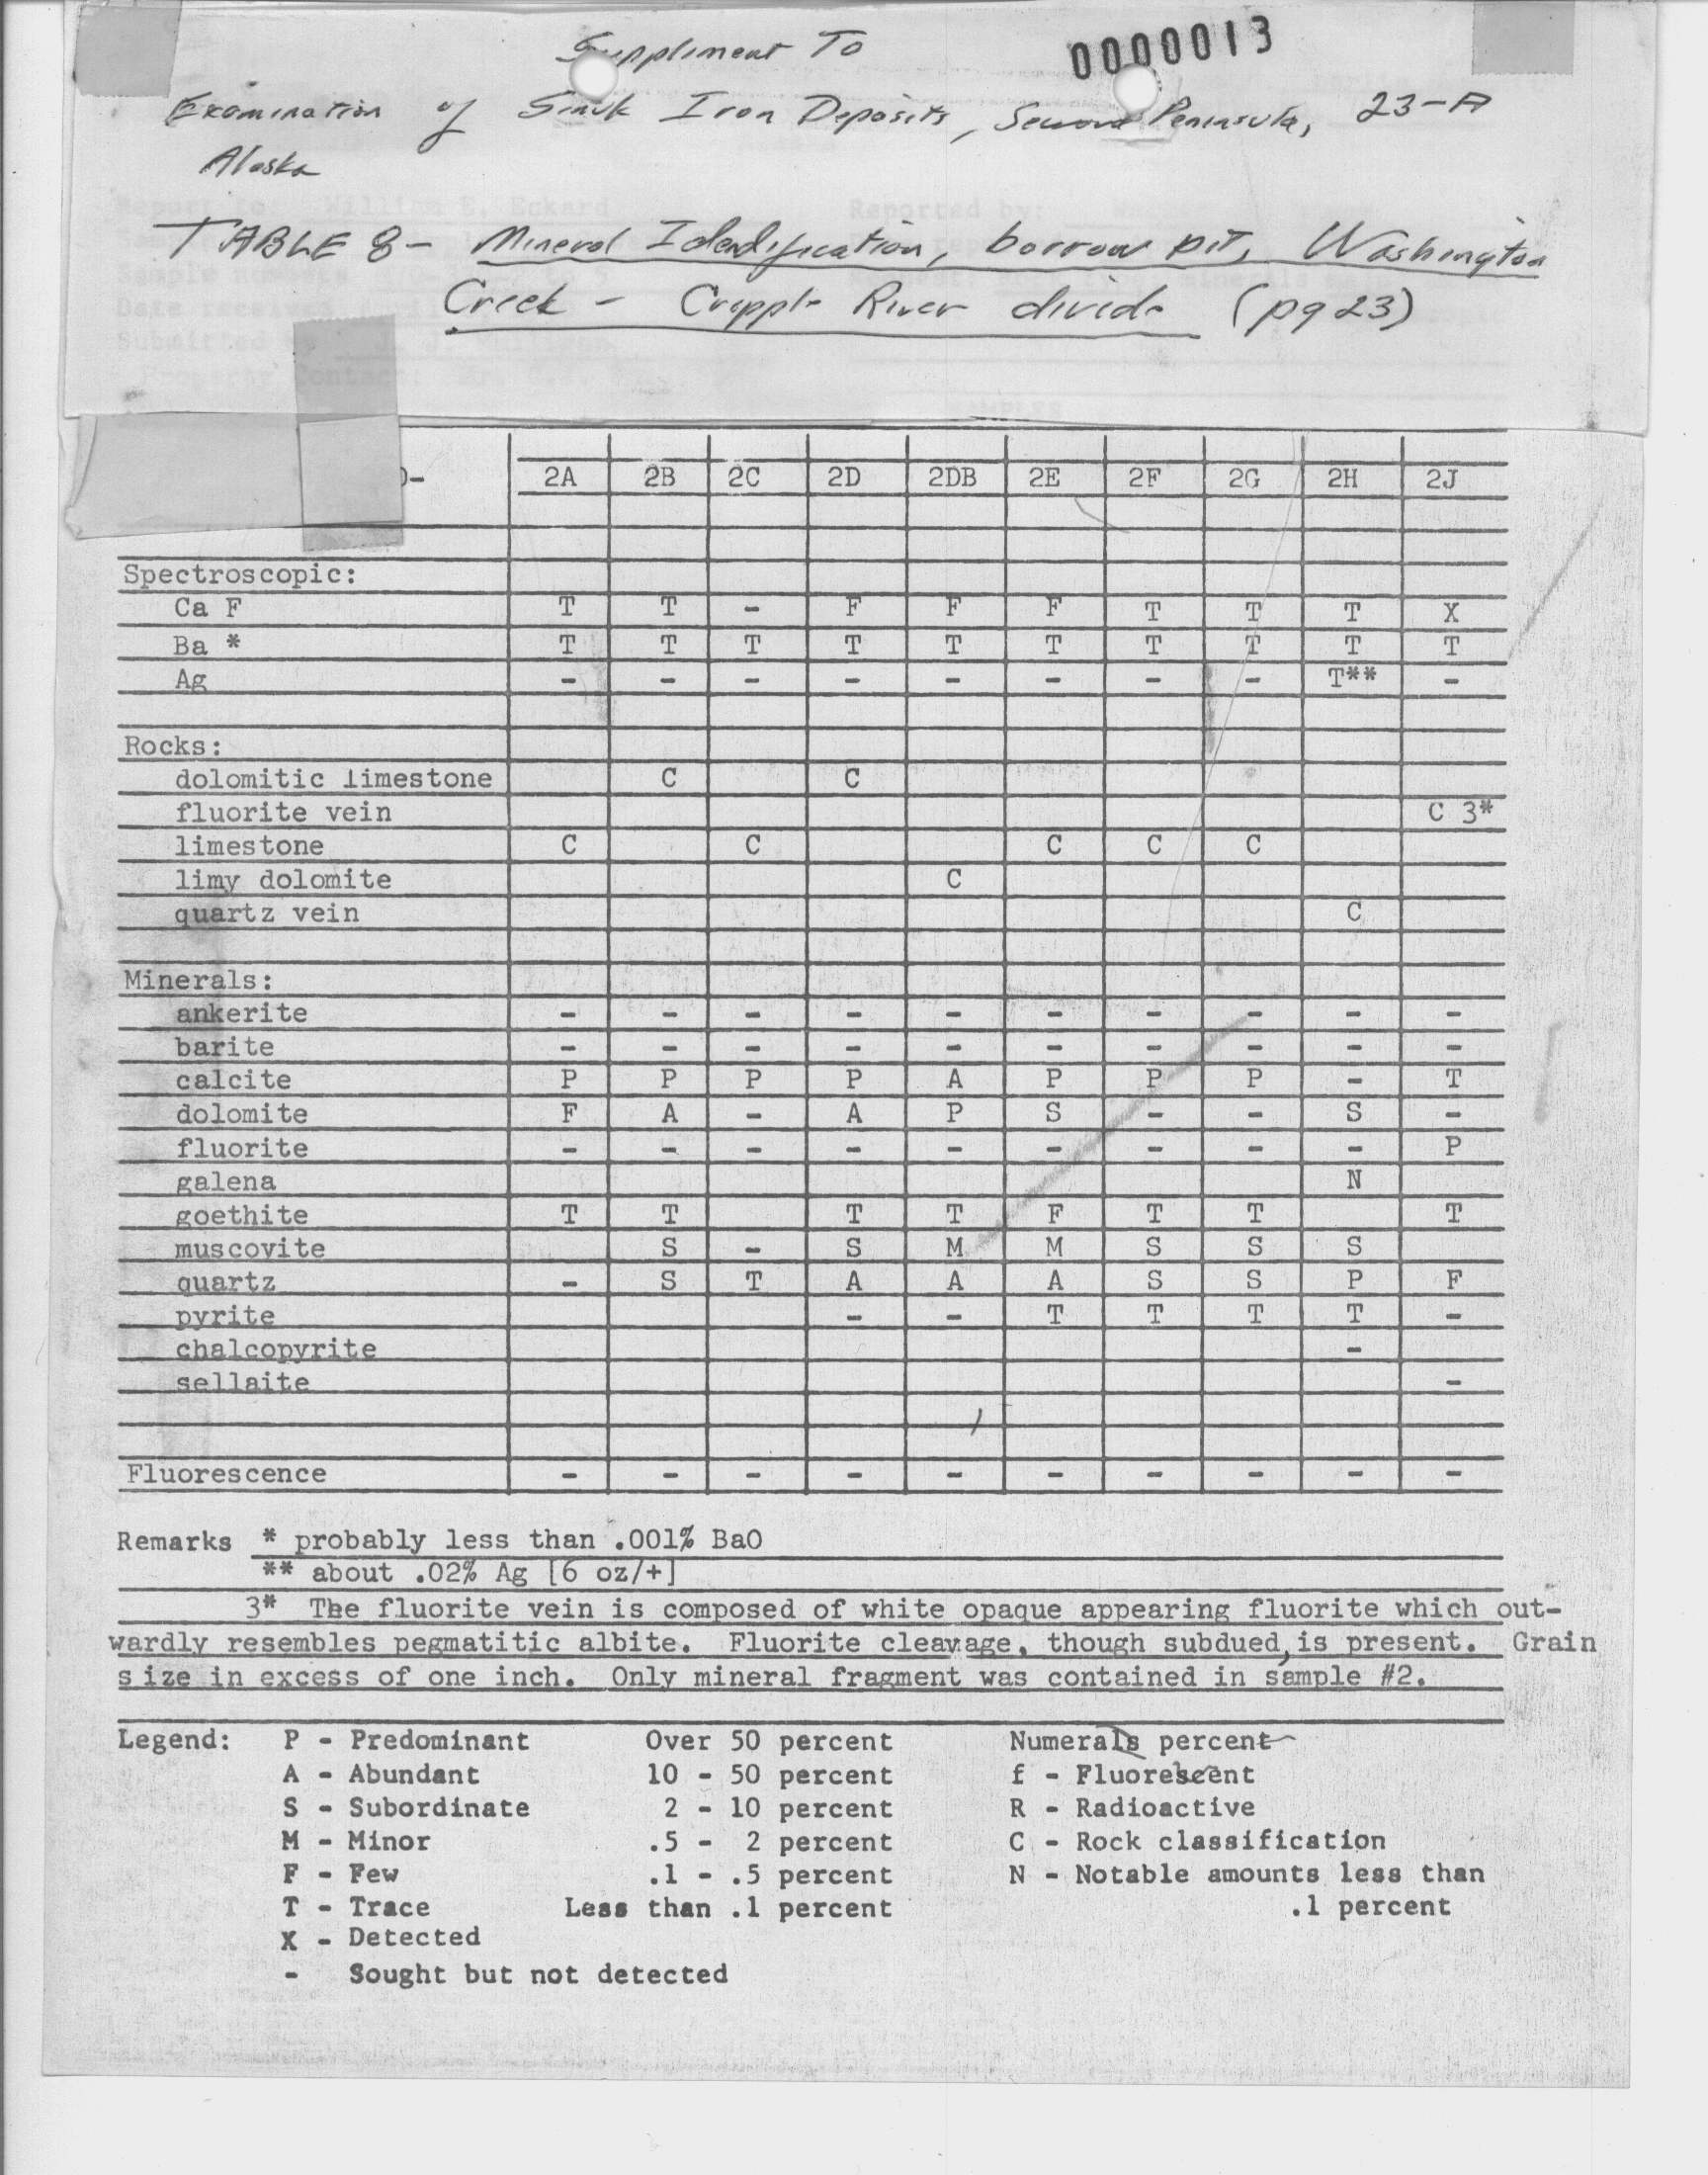 Suppliment To
0000013
Examination of Sinuk Iron Deposits, Seward Peninsula, 23-A
Alaska
TABLE 8- Mineral Idendification, borrow pit, Washington
Creek - Cripple River divide (pg 23)
- 2A 2B 2C 2D 2DB 2E 2F 2G 2H 2J
Spectroscopic:
Ca F T T - F F F T T T X
Ba * T T T T T T T T T T
Ag - - - - - - - - T** -
Rocks:
dolomitic limestone C C
fluorite vein C 3*
limestone C C C C C
limy dolomite C
quartz vein C
Minerals:
ankerite - - - - - - - - - -
barite - - - - - - - - - -
calcite P P P P A P P P - T
dolomite F A - A P S - - S -
fluorite - - - - - - - - - P
galena N
goethite T T T T F T T T
muscovite S - S M M S S S
quartz - S T A A A S S P F
pyrite - - T T T T -
chalcopyrite -
sellaite -
Fluorescence - - - - - - - - - -
Remarks * probably less than .001% BaO
** about .02% Ag [6 oz/+]
3* The fluorite vein is composed of white opaque appearing fluorite which out-
wardly resembles pegmatitic albite. Fluorite cleavage, though subdued, is present. Grain
size in excess of one inch. Only mineral fragment was contained in sample #2.
Legend: P - Predominant Over 50 percent Numerals percent
A - Abundant 10 - 50 percent f - Fluorescent
S - Subordinate 2 - 10 percent R - Radioactive
M - Minor .5 - 2 percent C - Rock classification
F - Few .1 - .5 percent N - Notable amounts less than
T - Trace Less than .1 percent .1 percent
X - Detected
- Sought but not detected